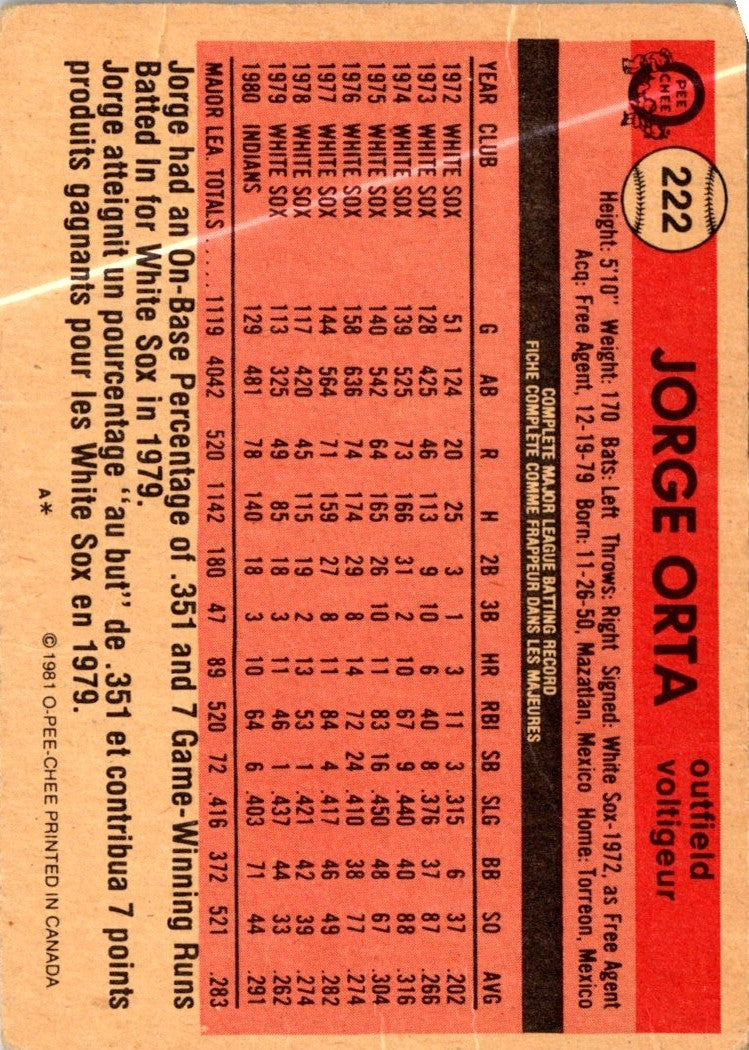 O
PEE
CHEE
222
JORGE ORTA
outfield
voltigeur
Height: 5'10" Weight: 170 Bats: Left Throws: Right Signed: White Sox-1972, as Free Agent
Acq: Free Agent, 12-19-79 Born: 11-26-50, Mazatlan, Mexico Home: Torreon, Mexico
COMPLETE MAJOR LEAGUE BATTING RECORD
FICHE COMPLÈTE COMME FRAPPEUR DANS LES MAJEURES
YEAR CLUB G AB R H 2B 3B HR RBI SB SLG BB SO AVG
1972 WHITE SOX 51 124 20 25 3 1 3 11 3 .315 6 37 .202
1973 WHITE SOX 128 425 46 113 9 10 6 40 8 .376 37 87 .266
1974 WHITE SOX 139 525 73 166 31 2 10 67 9 .440 40 88 .316
1975 WHITE SOX 140 542 64 165 26 10 11 83 16 .450 48 67 .304
1976 WHITE SOX 158 636 74 174 29 8 14 72 24 .410 38 77 .274
1977 WHITE SOX 144 564 71 159 27 8 11 84 4 .417 46 49 .282
1978 WHITE SOX 117 420 45 115 19 2 13 53 1 .421 42 39 .274
1979 WHITE SOX 113 325 49 85 18 3 11 46 1 .437 44 33 .262
1980 INDIANS 129 481 78 140 18 3 10 64 6 .403 71 44 .291
MAJOR LEA. TOTALS..... 1119 4042 520 1142 180 47 89 520 72 .416 372 521 .283
Jorge had an On-Base Percentage of .351 and 7 Game-Winning Runs
Batted In for White Sox in 1979.
Jorge atteignit un pourcentage "au but" de .351 et contribua 7 points
produits gagnants pour les White Sox en 1979.
A* © 1981 O-PEE-CHEE PRINTED IN CANADA